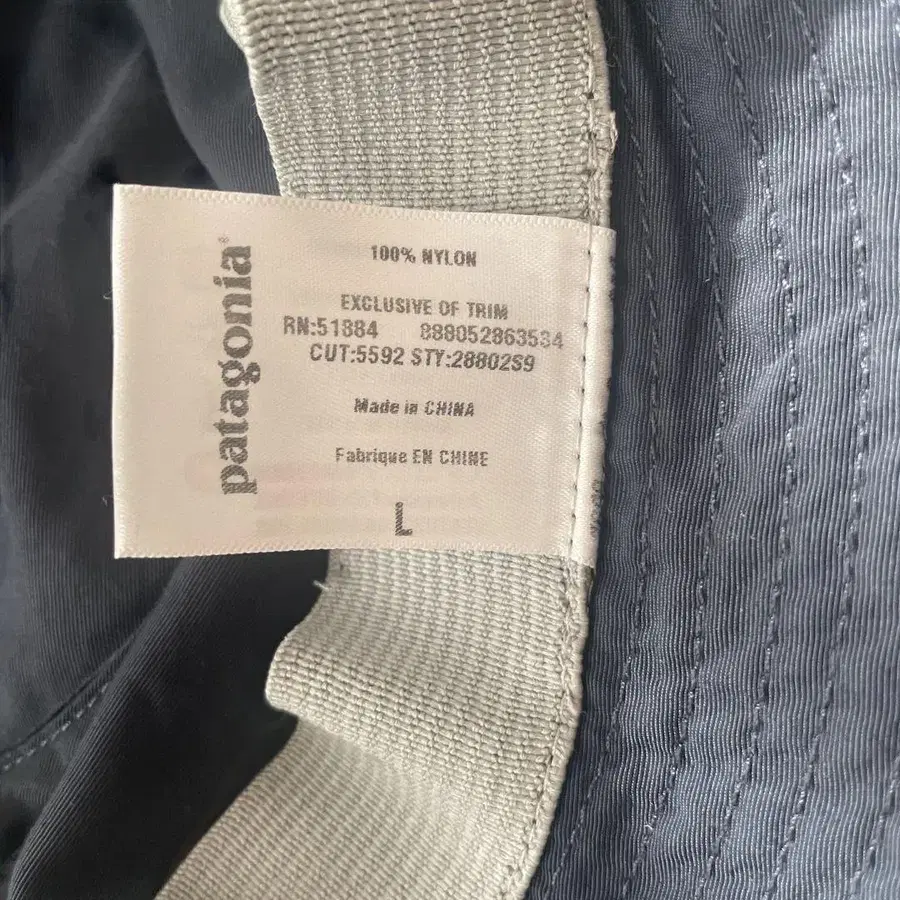 patagonia®
100% NYLON
EXCLUSIVE OF TRIM
RN:51884 888052863534
CUT:5592 STY:28802S9
Made in CHINA
Fabrique EN CHINE
L